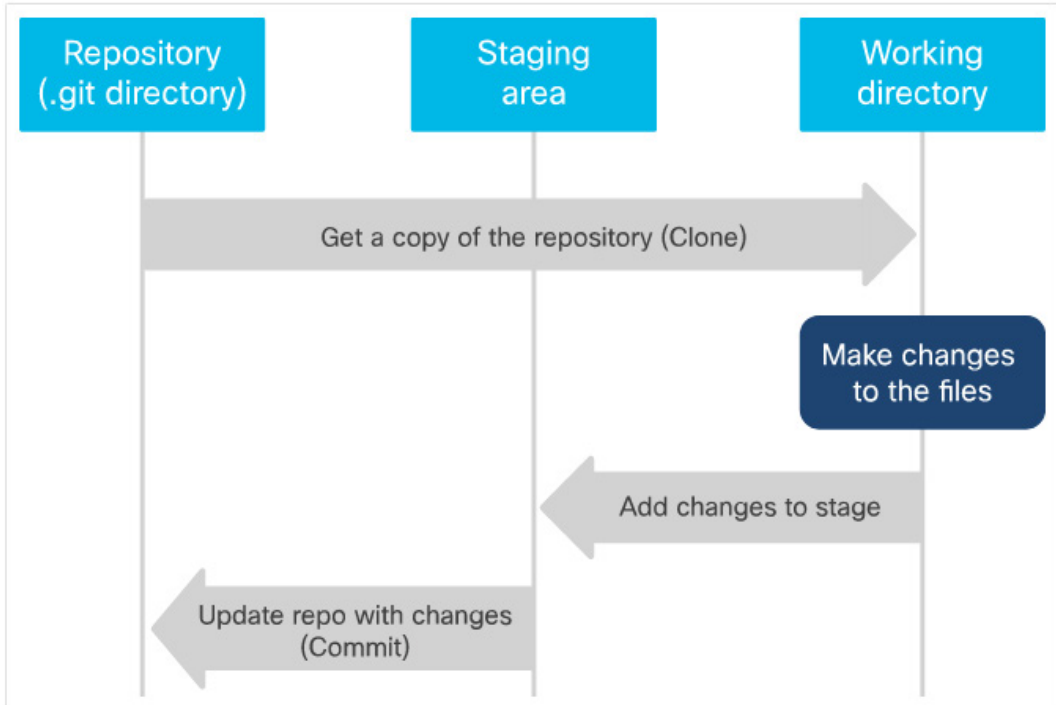 Repository
(.git directory)
Staging
area
Working
directory
Get a copy of the repository (Clone)
Make changes
to the files
Add changes to stage
Update repo with changes
(Commit)